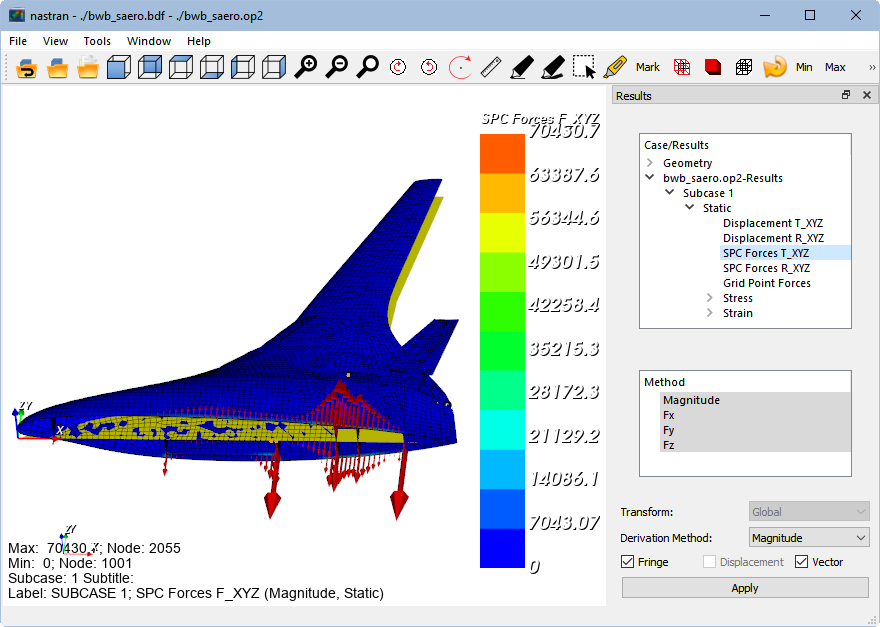 nastran - ./bwb_saero.bdf - ./bwb_saero.op2
File View Tools Window Help
Mark Min Max »
Results
SPC Forces F_XYZ
70430.7
63387.6
56344.6
49301.5
42258.4
35215.3
28172.3
21129.2
14086.1
7043.07
0
ZY
X
ZY
X
Max: 70430.7; Node: 2055
Min: 0; Node: 1001
Subcase: 1 Subtitle:
Label: SUBCASE 1; SPC Forces F_XYZ (Magnitude, Static)
Case/Results
Geometry
bwb_saero.op2-Results
Subcase 1
Static
Displacement T_XYZ
Displacement R_XYZ
SPC Forces T_XYZ
SPC Forces R_XYZ
Grid Point Forces
Stress
Strain
Method
Magnitude
Fx
Fy
Fz
Transform: Global
Derivation Method: Magnitude
Fringe Displacement Vector
Apply